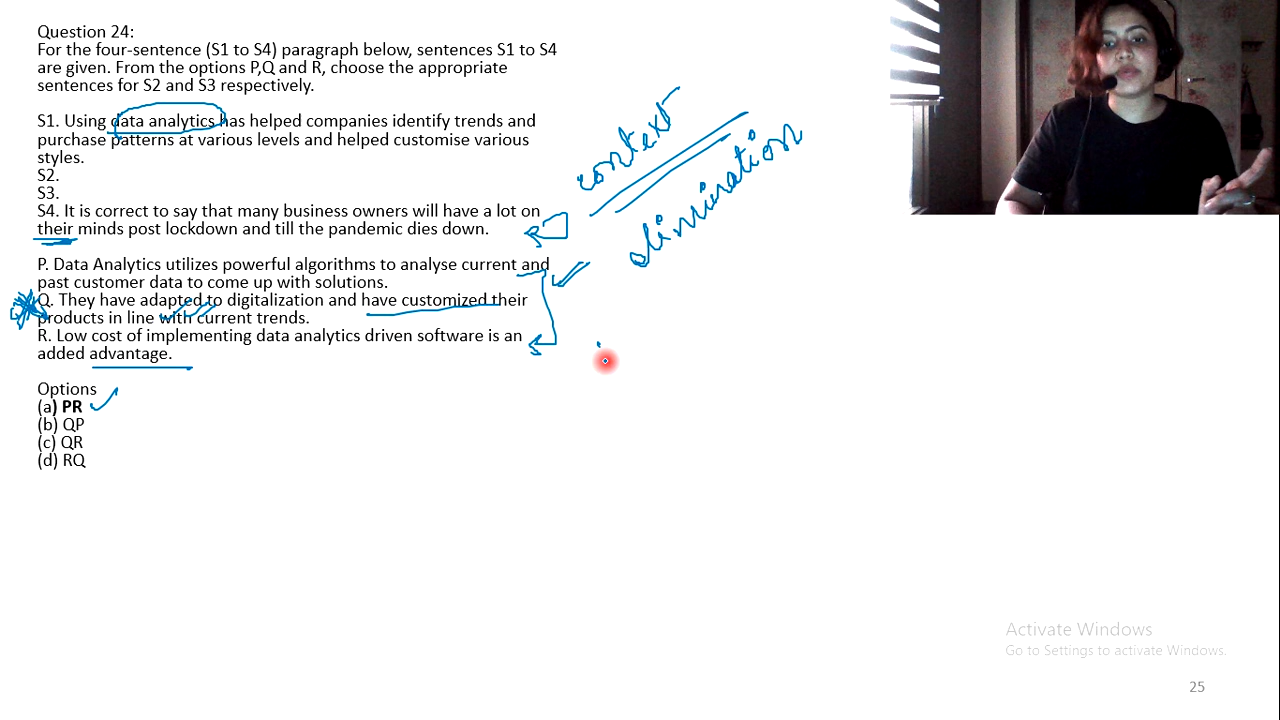 Question 24:
For the four-sentence (S1 to S4) paragraph below, sentences S1 to S4
are given. From the options P,Q and R, choose the appropriate
sentences for S2 and S3 respectively.
S1. Using data analytics has helped companies identify trends and
purchase patterns at various levels and helped customise various
styles.
S2.
S3.
S4. It is correct to say that many business owners will have a lot on
their minds post lockdown and till the pandemic dies down.
context
elimination
P. Data Analytics utilizes powerful algorithms to analyse current and
past customer data to come up with solutions.
Q. They have adapted to digitalization and have customized their
products in line with current trends.
R. Low cost of implementing data analytics driven software is an
added advantage.
Options
(a) PR
(b) QP
(c) QR
(d) RQ
Activate Windows
Go to Settings to activate Windows.
25